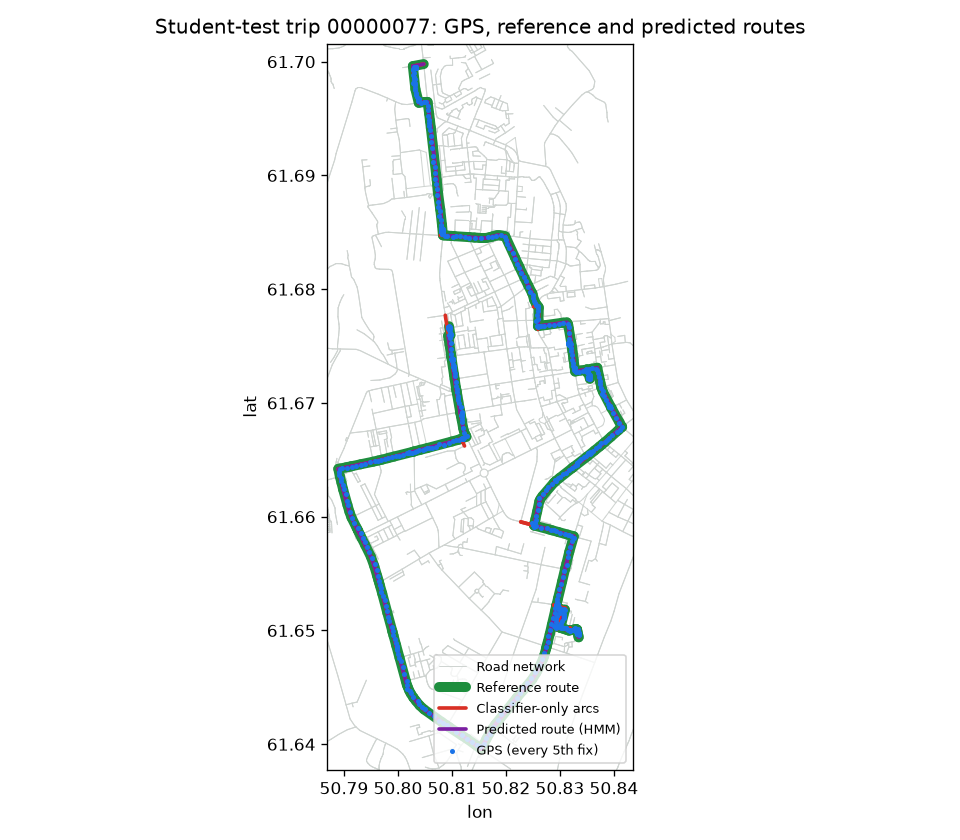 Student-test trip 00000077: GPS, reference and predicted routes
61.70
61.69
61.68
61.67
61.66
61.65
61.64
lat
Road network
Reference route
Classifier-only arcs
Predicted route (HMM)
GPS (every 5th fix)
50.79 50.80 50.81 50.82 50.83 50.84
lon